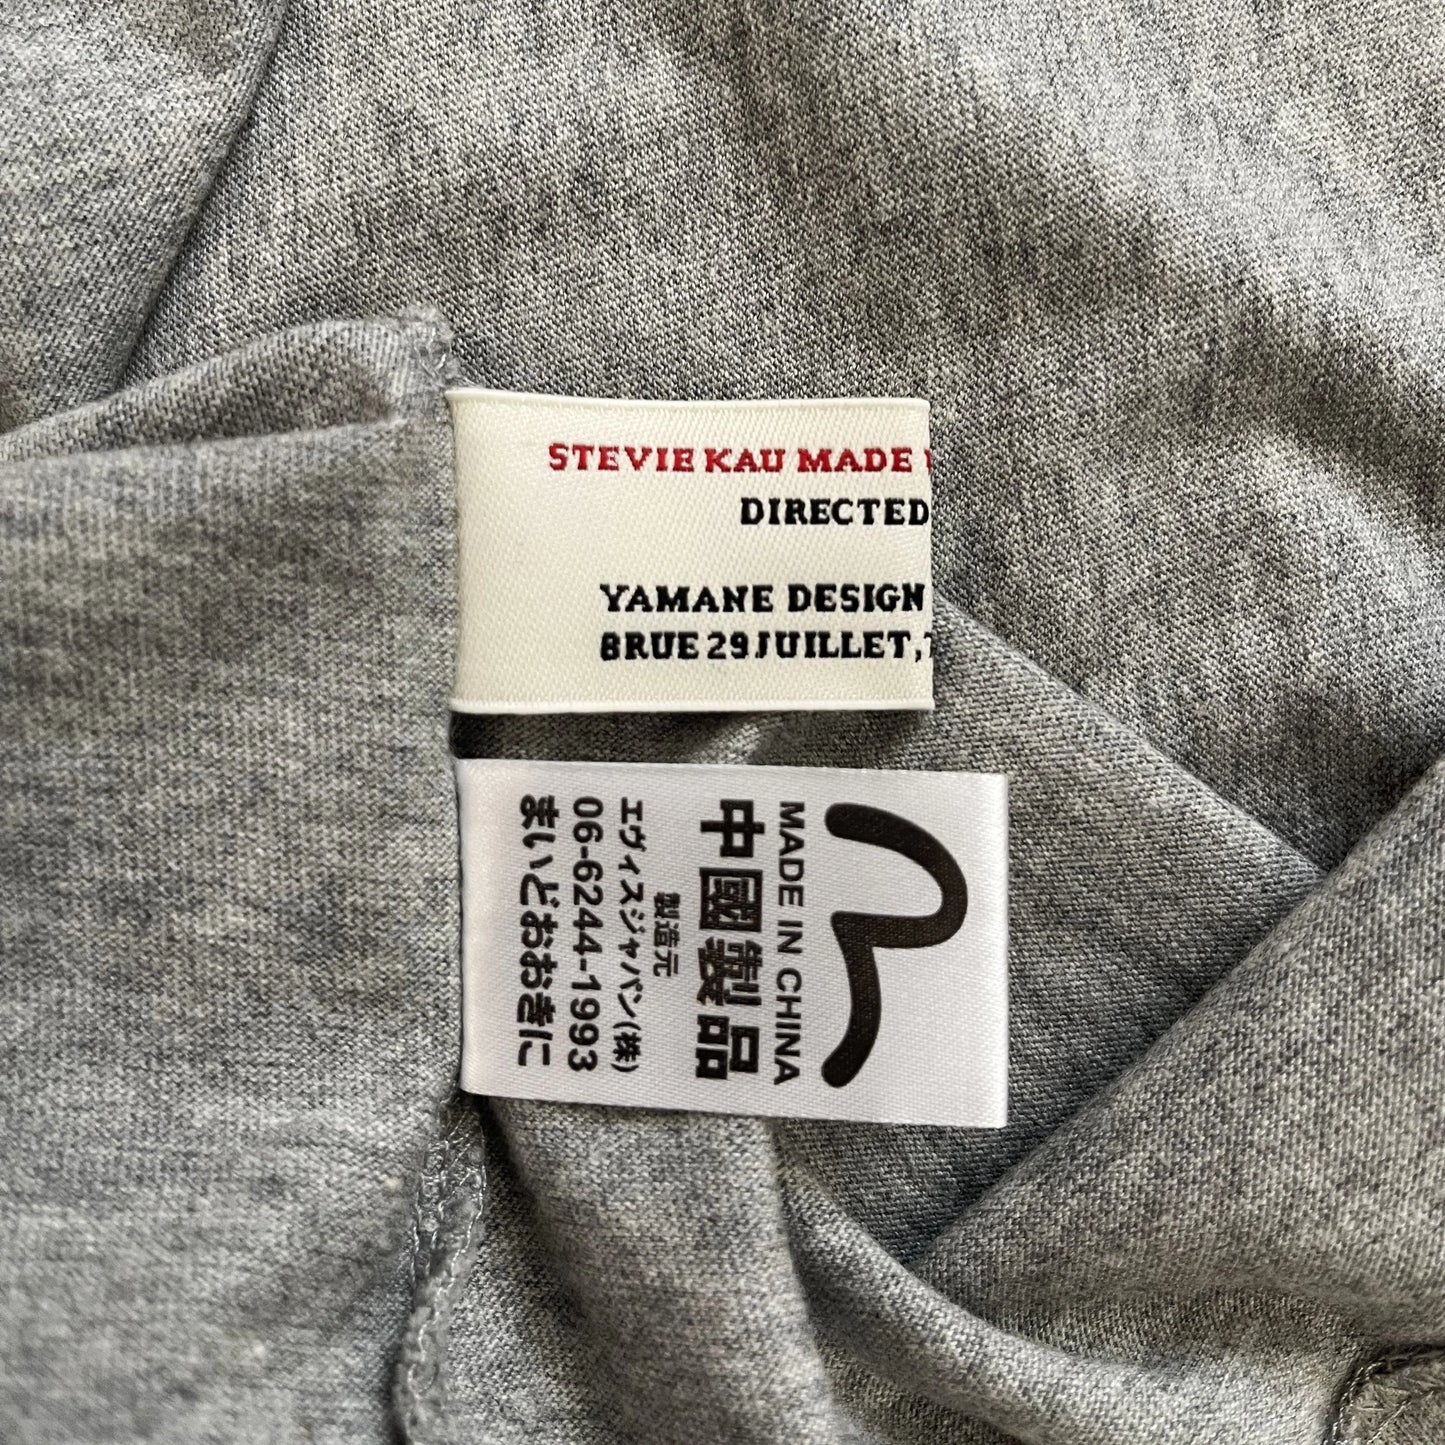 STEVIE KAU MADE
DIRECTED
YAMANE DESIGN
8RUE 29 JUILLET,
MADE IN CHINA
中國製品
製造元
エヴィスジャパン(株)
06-6244-1993
まいどおおきに